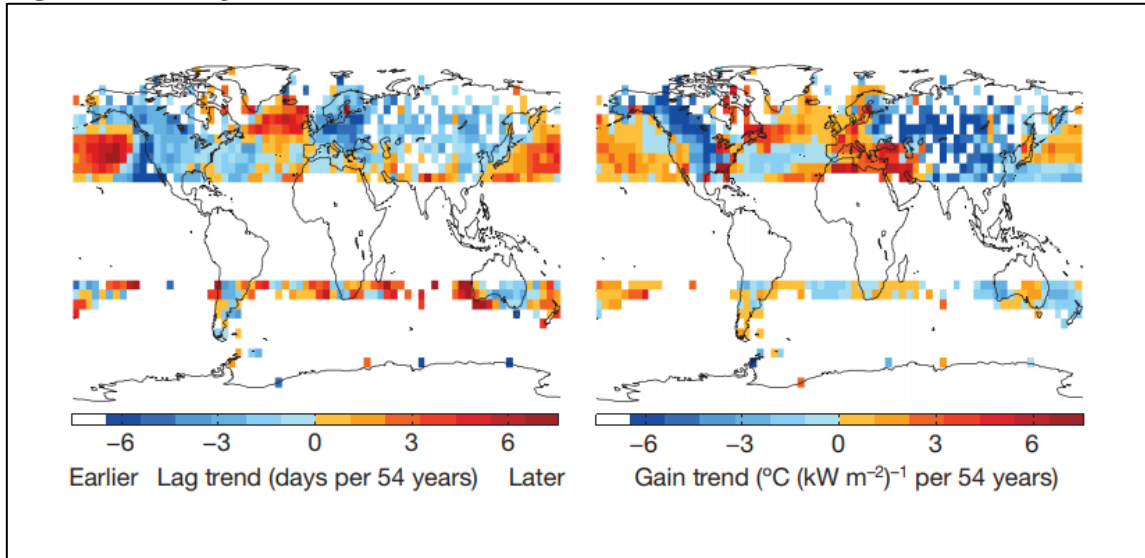 −6 −3 0 3 6
Earlier Lag trend (days per 54 years) Later
−6 −3 0 3 6
Gain trend (ºC (kW m⁻²)⁻¹ per 54 years)